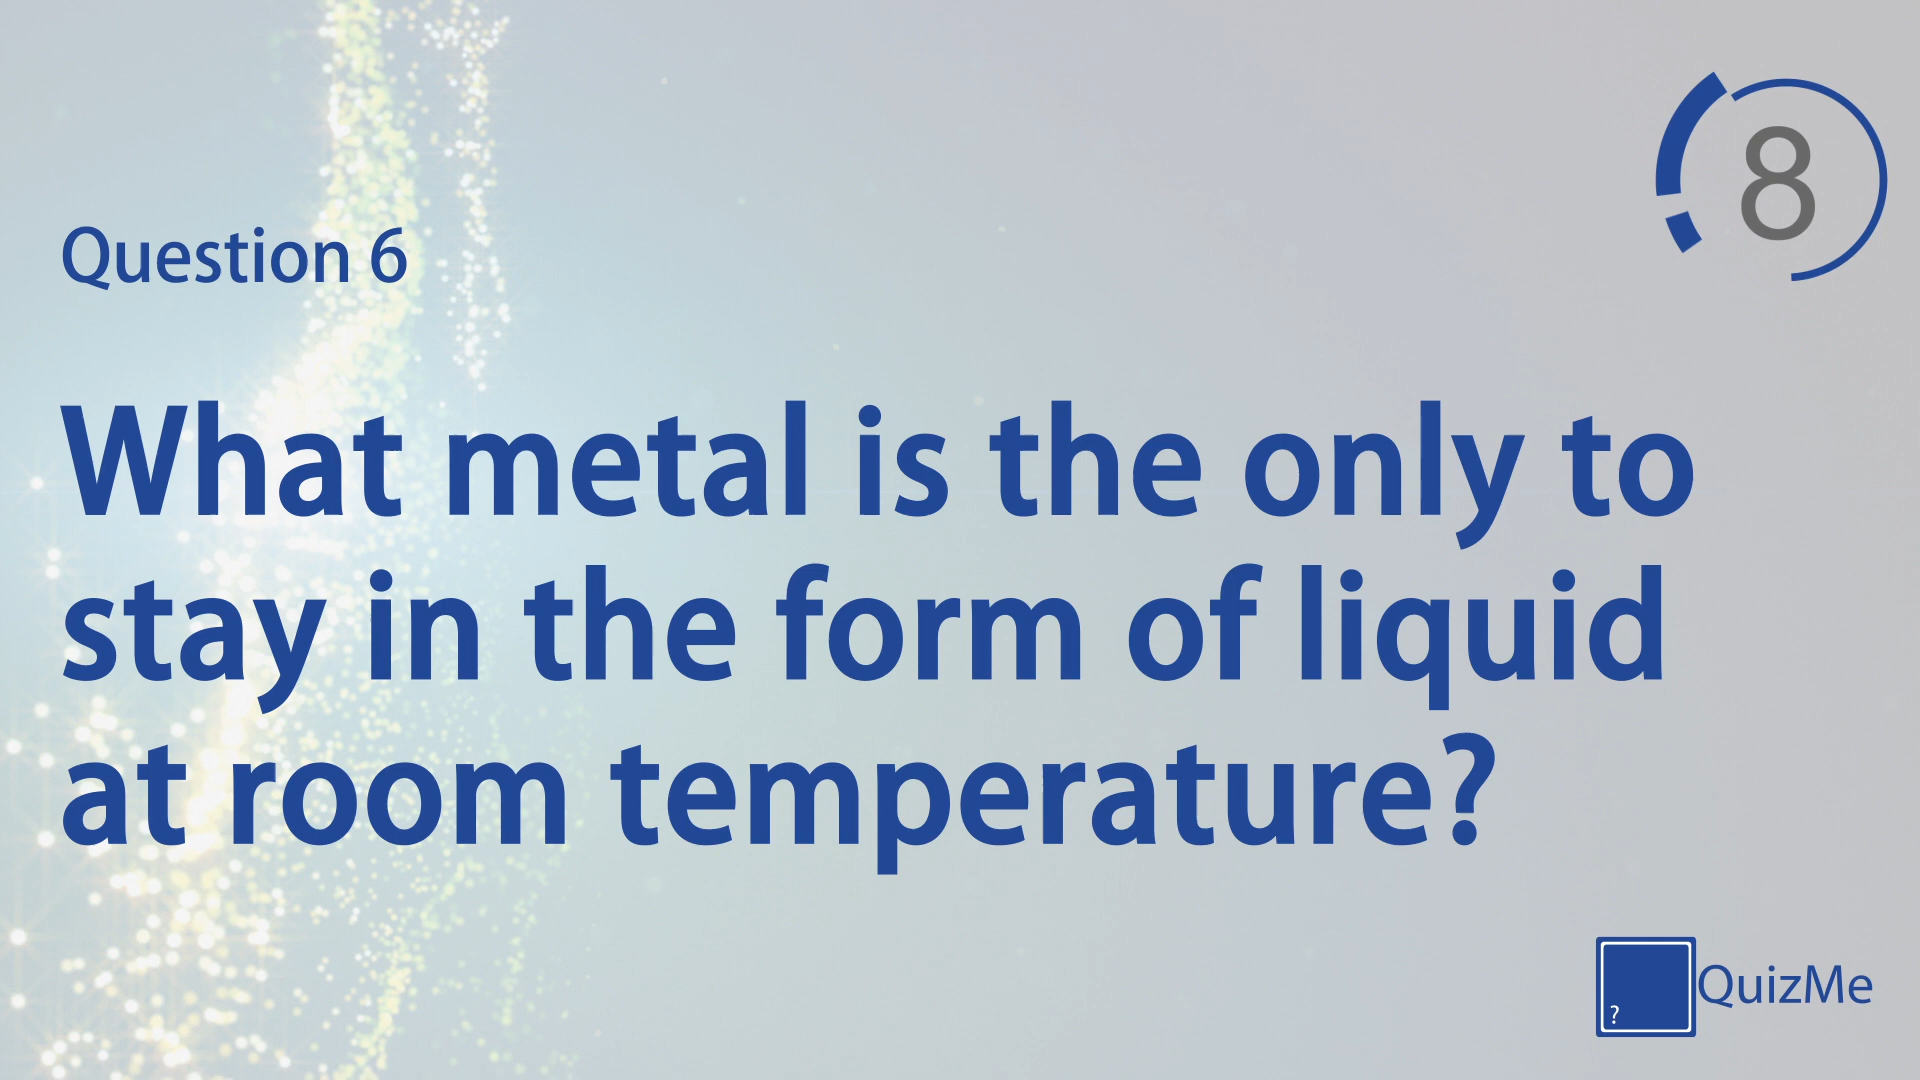 8
Question 6
What metal is the only to
stay in the form of liquid
at room temperature?
?
QuizMe